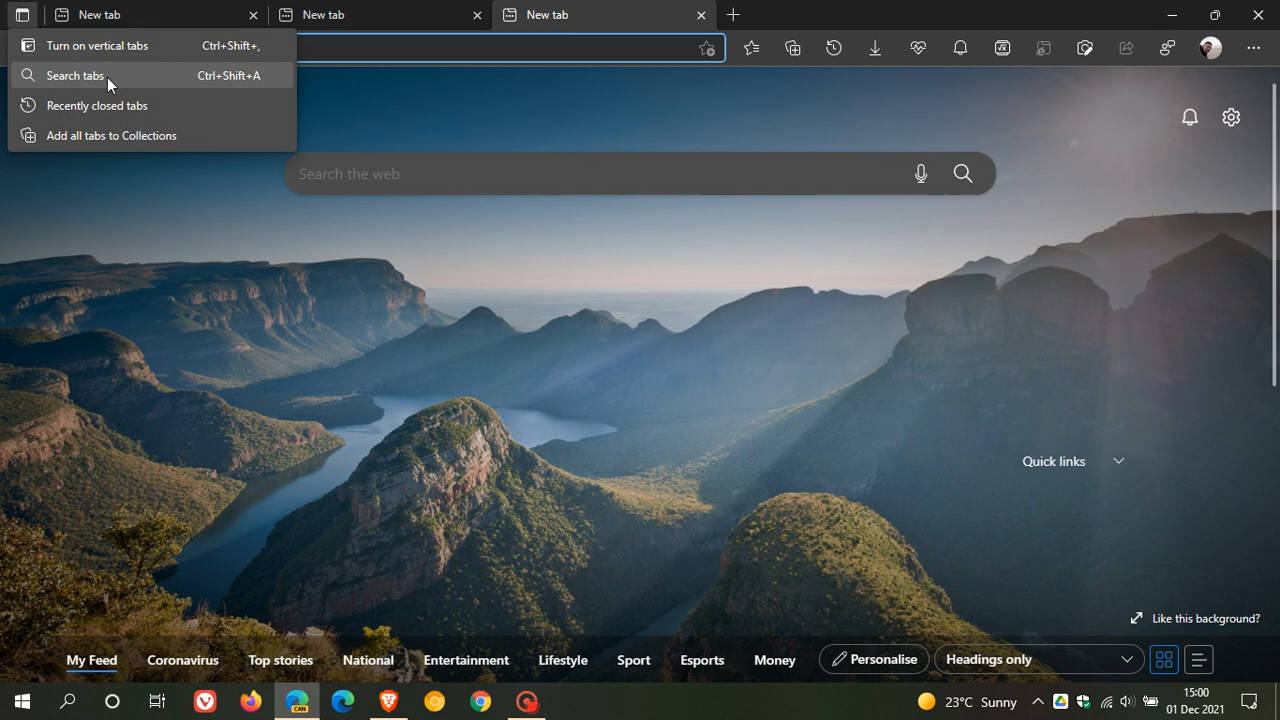 New tab
New tab
New tab
Turn on vertical tabs Ctrl+Shift+,
Search tabs Ctrl+Shift+A
Recently closed tabs
Add all tabs to Collections
Search the web
Quick links
Like this background?
My Feed Coronavirus Top stories National Entertainment Lifestyle Sport Esports Money Personalise Headings only
CAN
23°C Sunny
15:00
01 Dec 2021